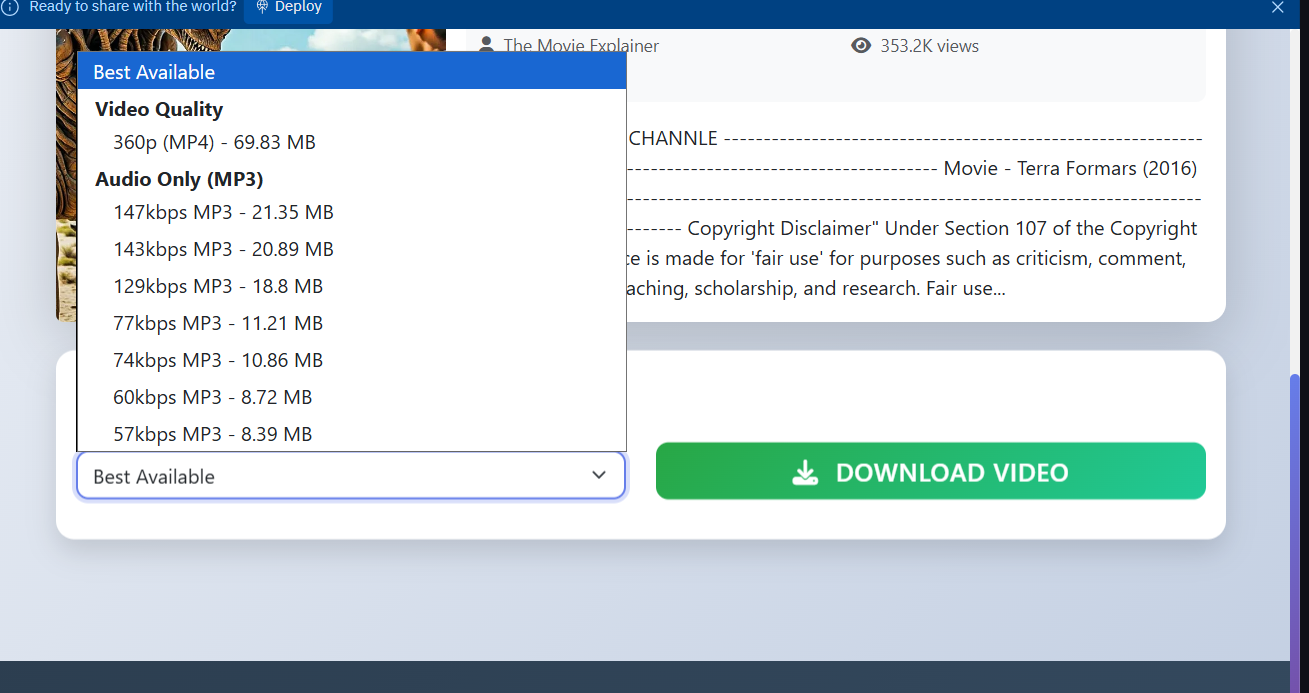 Ready to share with the world? Deploy
The Movie Explainer 353.2K views
Best Available
Video Quality
360p (MP4) - 69.83 MB
Audio Only (MP3)
147kbps MP3 - 21.35 MB
143kbps MP3 - 20.89 MB
129kbps MP3 - 18.8 MB
77kbps MP3 - 11.21 MB
74kbps MP3 - 10.86 MB
60kbps MP3 - 8.72 MB
57kbps MP3 - 8.39 MB
CHANNLE ------------------------------------------------------------
--------------------------------------- Movie - Terra Formars (2016)
------------------------------------------------------------------------
------- Copyright Disclaimer" Under Section 107 of the Copyright
is made for 'fair use' for purposes such as criticism, comment,
scholarship, and research. Fair use...
Best Available
DOWNLOAD VIDEO